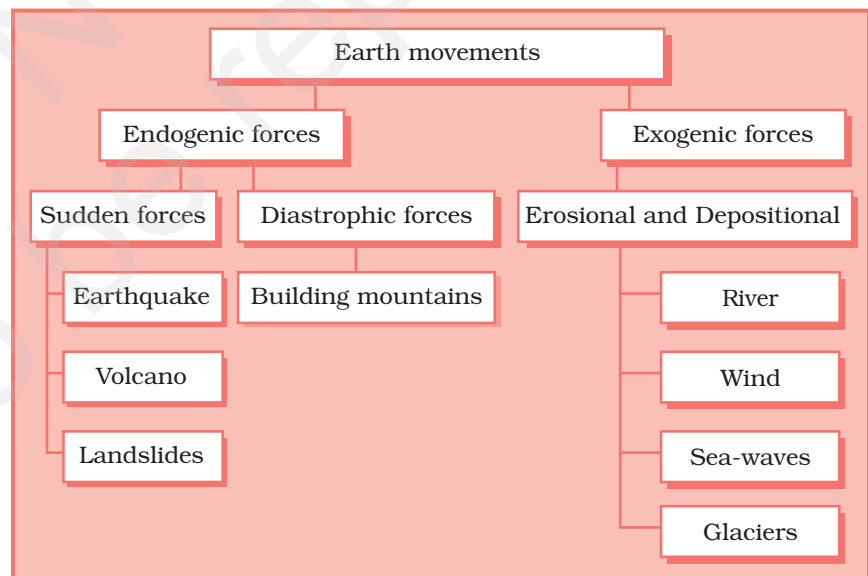 Earth movements
Endogenic forces
Exogenic forces
Sudden forces
Diastrophic forces
Erosional and Depositional
Earthquake
Building mountains
River
Volcano
Wind
Landslides
Sea-waves
Glaciers